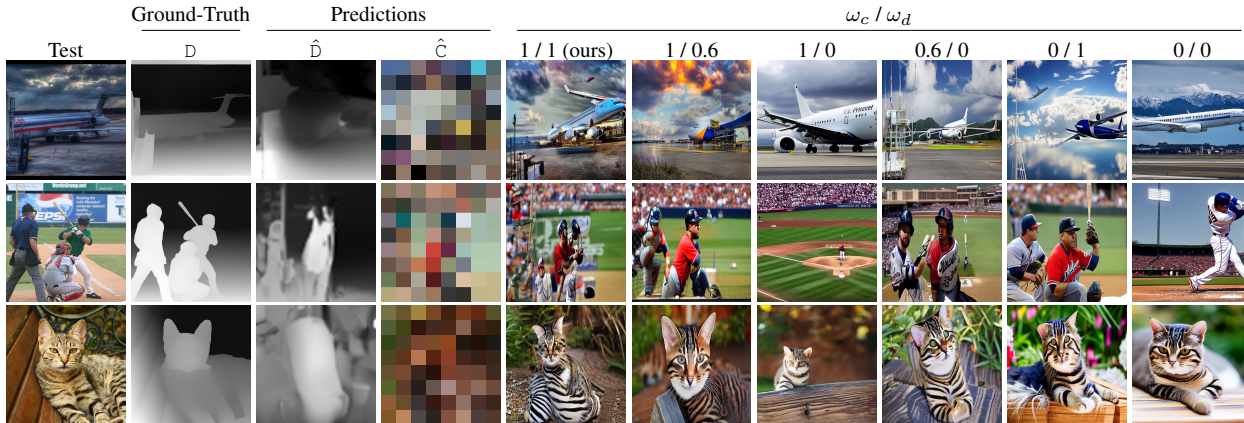 Ground-Truth Predictions ω_c / ω_d
Test D D̂ Ĉ 1 / 1 (ours) 1 / 0.6 1 / 0 0.6 / 0 0 / 1 0 / 0
PEPSI